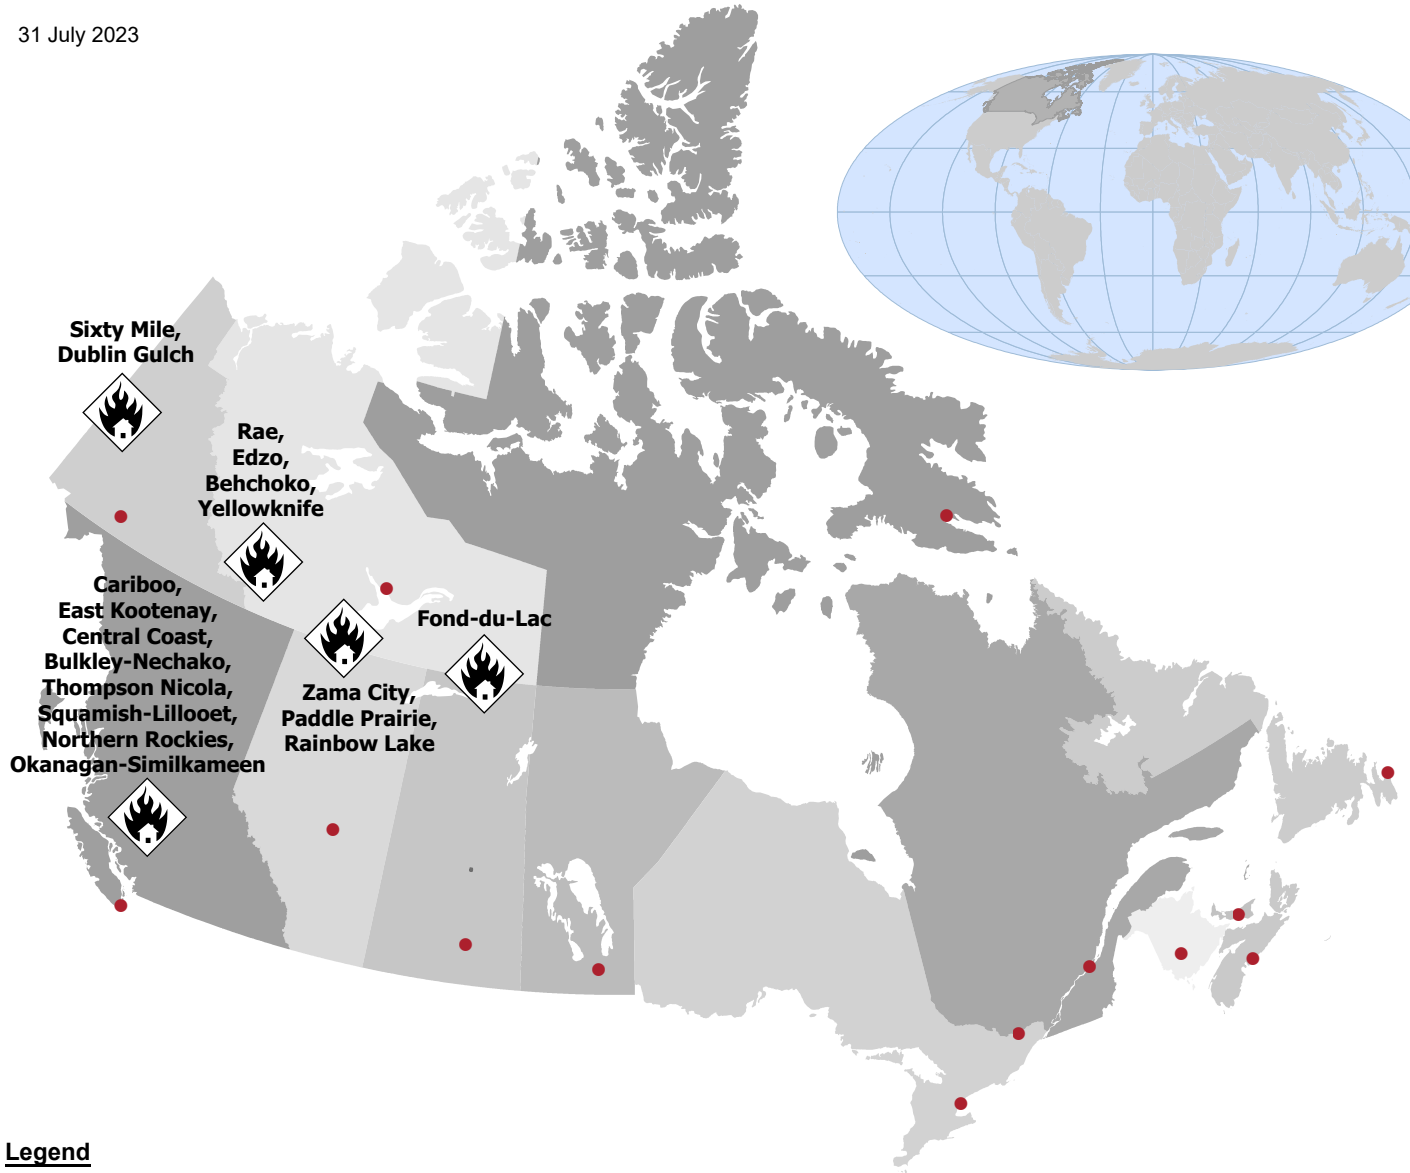 31 July 2023
Sixty Mile,
Dublin Gulch
Rae,
Edzo,
Behchoko,
Yellowknife
Cariboo,
East Kootenay,
Central Coast,
Bulkley-Nechako,
Thompson Nicola,
Squamish-Lillooet,
Northern Rockies,
Okanagan-Similkameen
Fond-du-Lac
Zama City,
Paddle Prairie,
Rainbow Lake
Legend